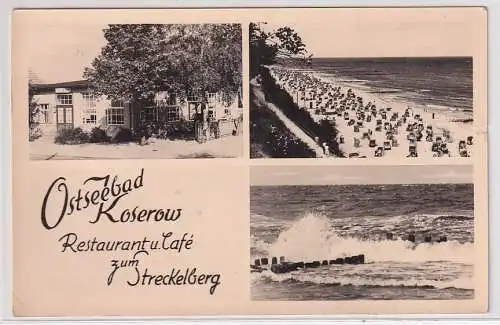 Ostseebad
Koserow
Restaurant u. Café
zum
Streckelberg